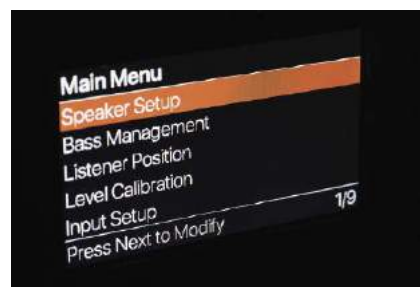 Main Menu
Speaker Setup
Bass Management
Listener Position
Level Calibration
Input Setup
Press Next to Modify 1/9